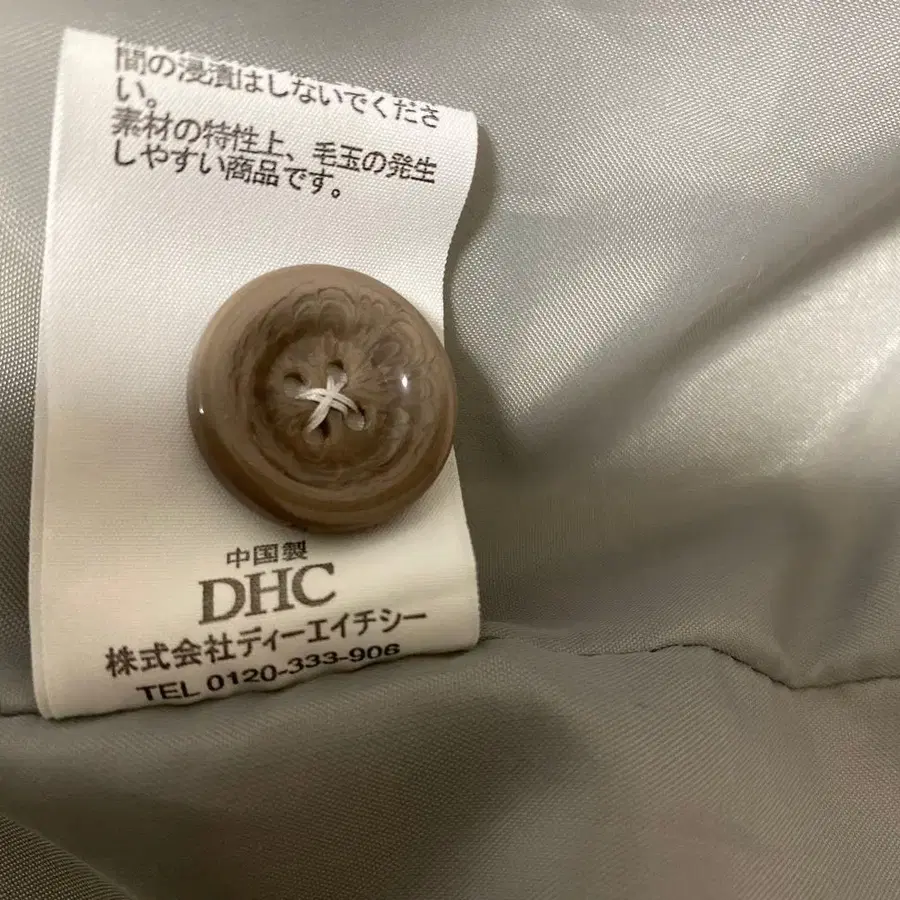 間の浸漬はしないでくださ
い。
素材の特性上、毛玉の発生
しやすい商品です。
中国製
DHC
株式会社ディーエイチシー
TEL 0120-333-906